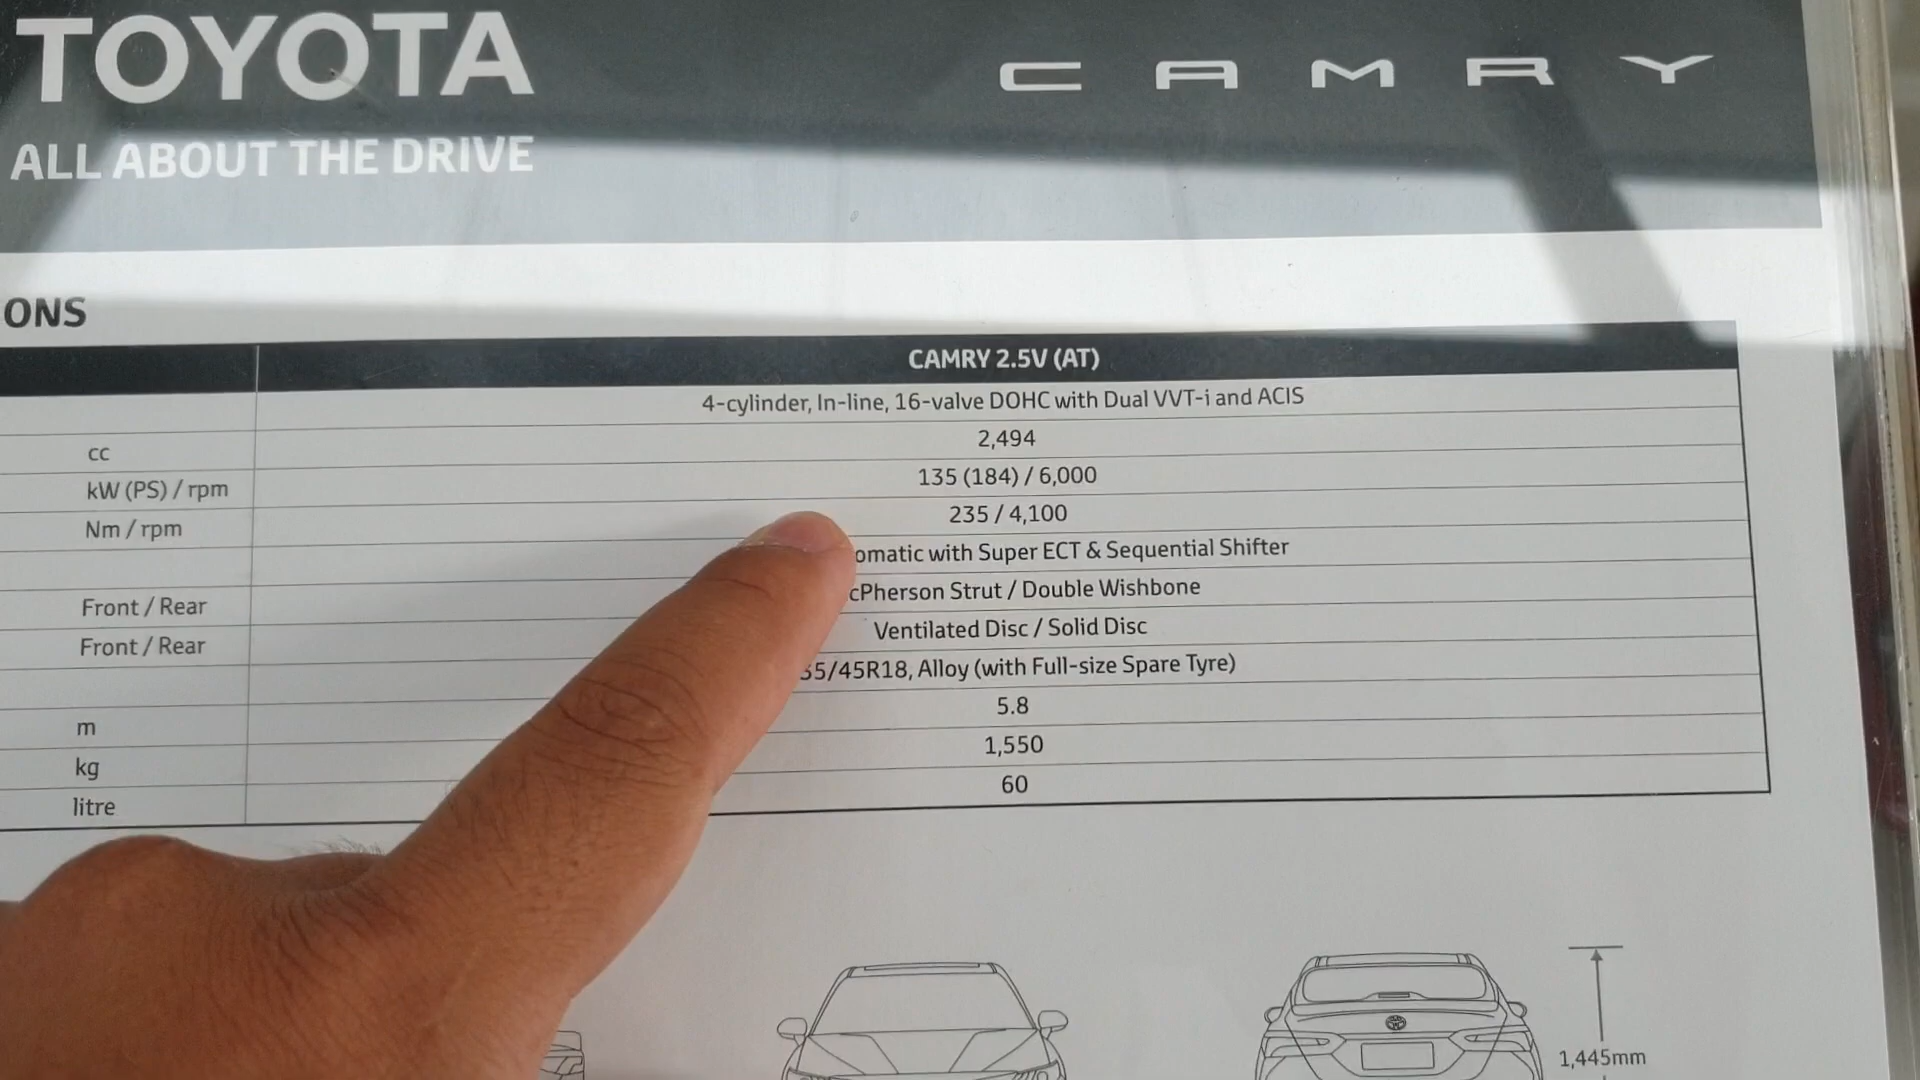 TOYOTA
CAMRY
ALL ABOUT THE DRIVE
ONS
CAMRY 2.5V (AT)
4-cylinder, In-line, 16-valve DOHC with Dual VVT-i and ACIS
cc 2,494
kW (PS) / rpm 135 (184) / 6,000
Nm / rpm 235 / 4,100
omatic with Super ECT & Sequential Shifter
Front / Rear cPherson Strut / Double Wishbone
Front / Rear Ventilated Disc / Solid Disc
35/45R18, Alloy (with Full-size Spare Tyre)
m 5.8
kg 1,550
litre 60
1,445mm